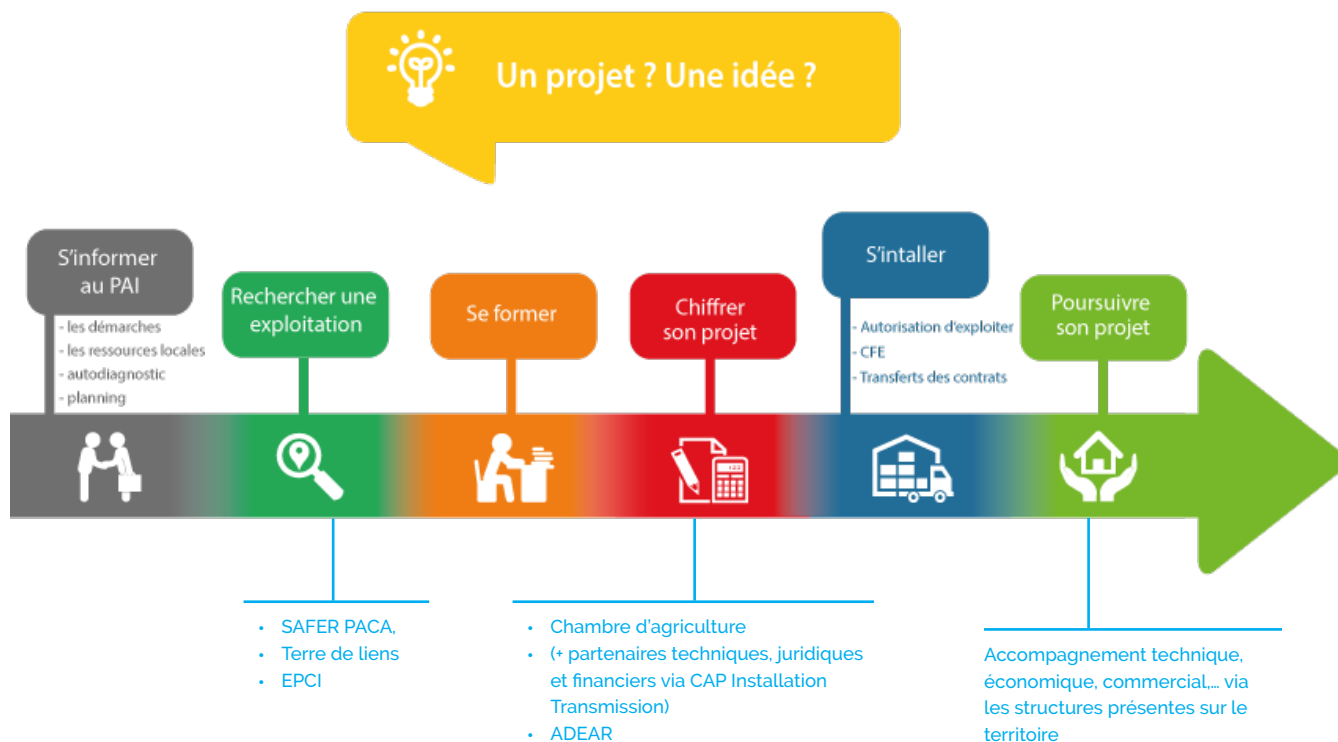 Un projet ? Une idée ?
S'informer
au PAI
- les démarches
- les ressources locales
- autodiagnostic
- planning
Rechercher une
exploitation
Se former
Chiffrer
son projet
S'intaller
- Autorisation d'exploiter
- CFE
- Transferts des contrats
Poursuivre
son projet
123
• SAFER PACA,
• Terre de liens
• EPCI
• Chambre d'agriculture
• (+ partenaires techniques, juridiques
et financiers via CAP Installation
Transmission)
• ADEAR
Accompagnement technique,
économique, commercial,... via
les structures présentes sur le
territoire